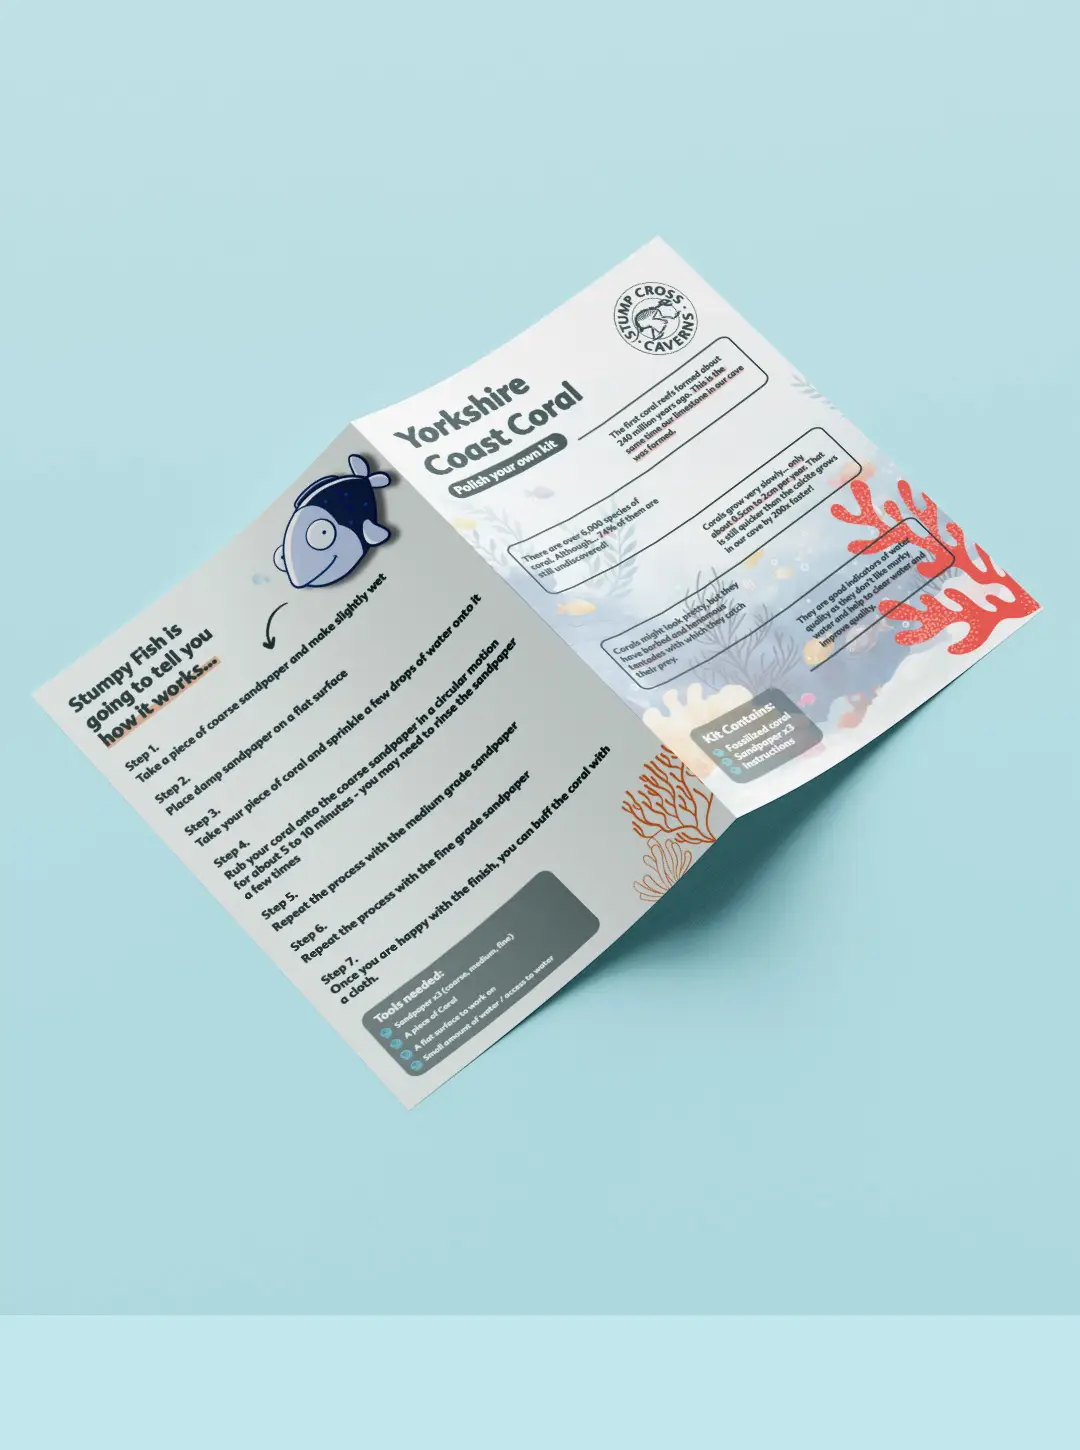 Stumpy Fish is
going to tell you
how it works...
Step 1.
Take a piece of coarse sandpaper and make slightly wet
Step 2.
Place damp sandpaper on a flat surface
Step 3.
Take your piece of coral and sprinkle a few drops of water onto it
Step 4.
Rub your coral onto the coarse sandpaper in a circular motion
for about 5 to 10 minutes - you may need to rinse the sandpaper
a few times
Step 5.
Repeat the process with the medium grade sandpaper
Step 6.
Repeat the process with the fine grade sandpaper
Step 7.
Once you are happy with the finish, you can buff the coral with
a cloth.
Tools needed:
Sandpaper x3 (coarse, medium, fine)
A piece of Coral
A flat surface to work on
Small amount of water / access to water
STUMP CROSS
CAVERNS
Yorkshire
Coast Coral
Polish your own kit
The first coral reefs formed about
240 million years ago. This is the
same time our limestone in our cave
was formed.
There are over 6,000 species of
coral. Although... 74% of them are
still undiscovered!
Corals grow very slowly... only
about 0.5cm to 2cm per year. That
is still quicker than the calcite grows
in our cave by 200x faster!
Corals might look pretty, but they
have barbed and venomous
tentacles with which they catch
their prey.
They are good indicators of water
quality as they don't like murky
water and help to clear water and
improve quality.
Kit Contains:
Fossilized coral
Sandpaper x3
Instructions